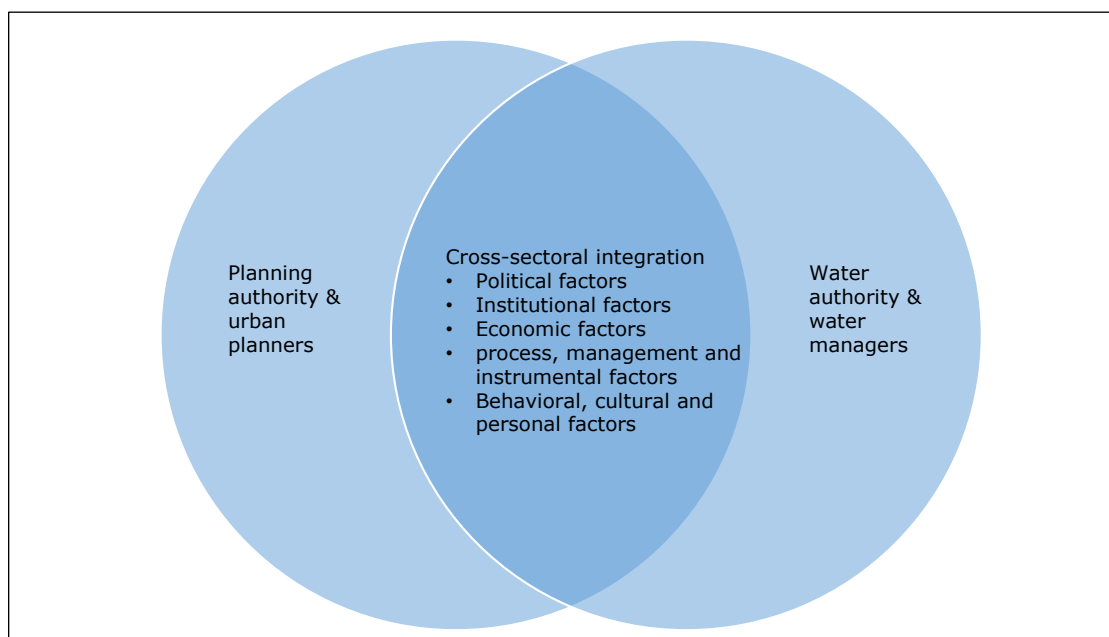 Planning
authority &
urban
planners
Cross-sectoral integration
• Political factors
• Institutional factors
• Economic factors
• process, management and
instrumental factors
• Behavioral, cultural and
personal factors
Water
authority &
water
managers